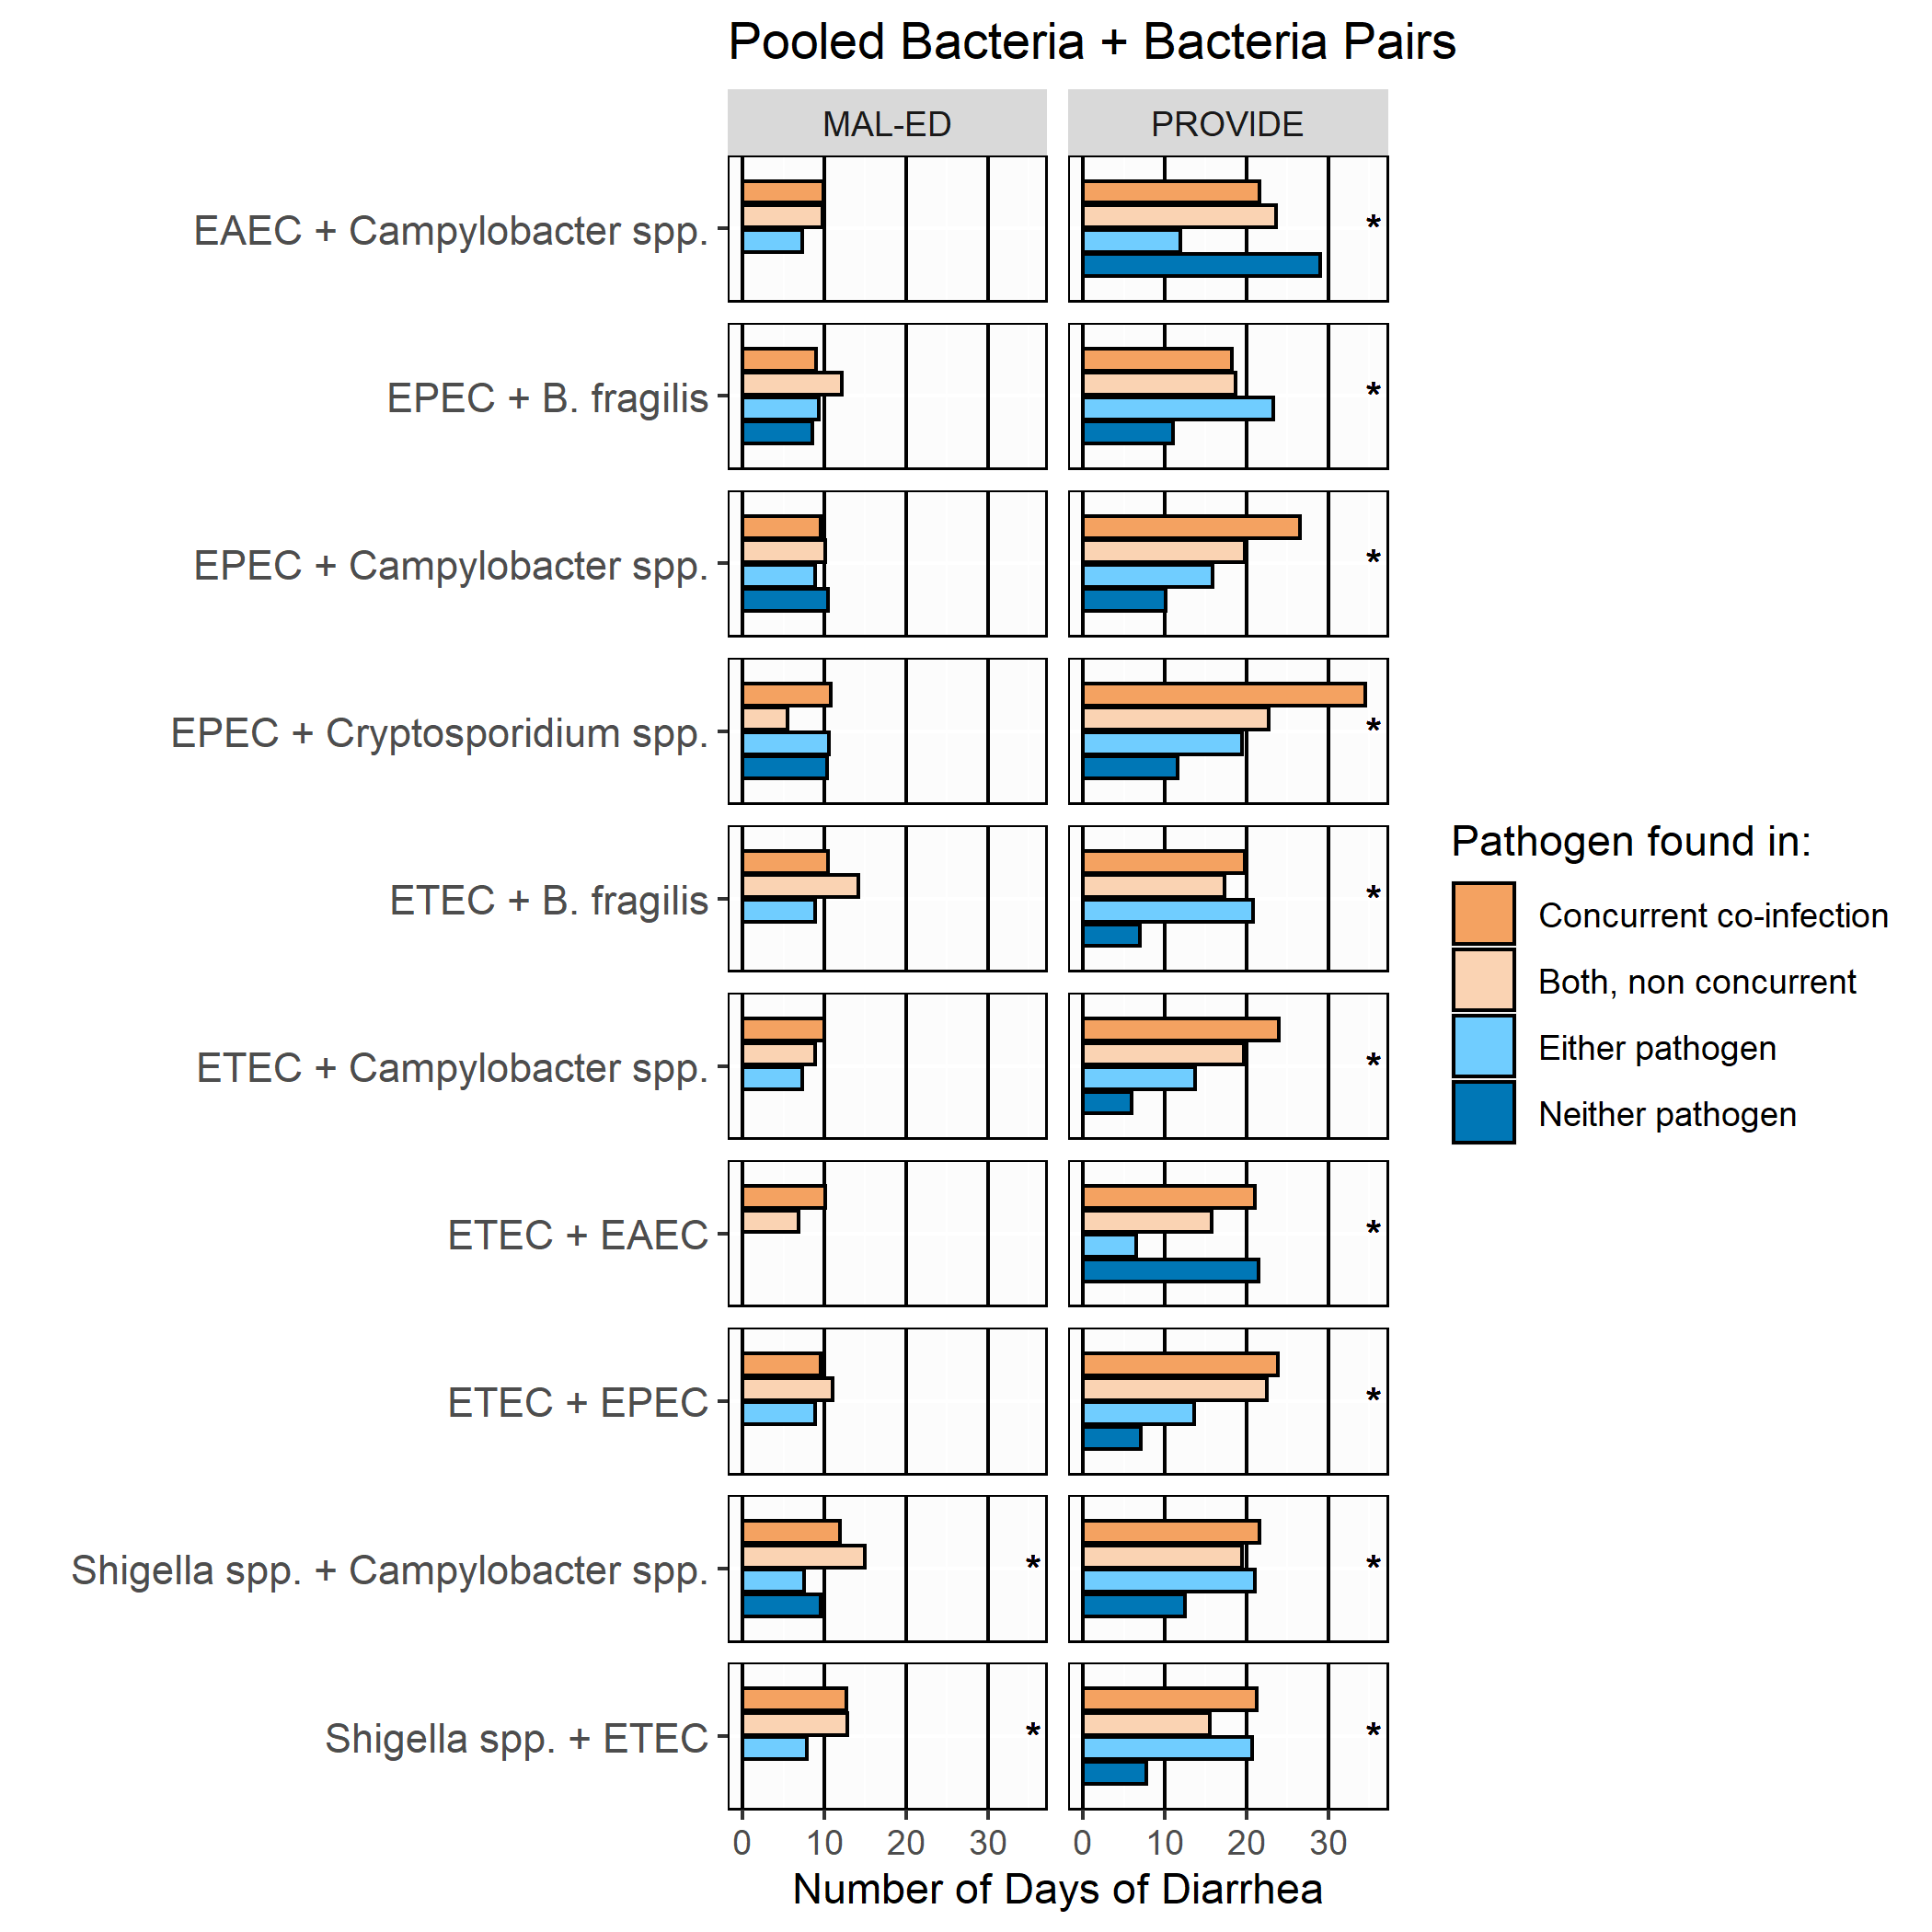 Pooled Bacteria + Bacteria Pairs
MAL-ED
PROVIDE
EAEC + Campylobacter spp.
*
EPEC + B. fragilis
*
EPEC + Campylobacter spp.
*
EPEC + Cryptosporidium spp.
*
ETEC + B. fragilis
*
ETEC + Campylobacter spp.
*
ETEC + EAEC
*
ETEC + EPEC
*
Shigella spp. + Campylobacter spp.
* *
Shigella spp. + ETEC
* *
0 10 20 30
0 10 20 30
Number of Days of Diarrhea
Pathogen found in:
Concurrent co-infection
Both, non concurrent
Either pathogen
Neither pathogen